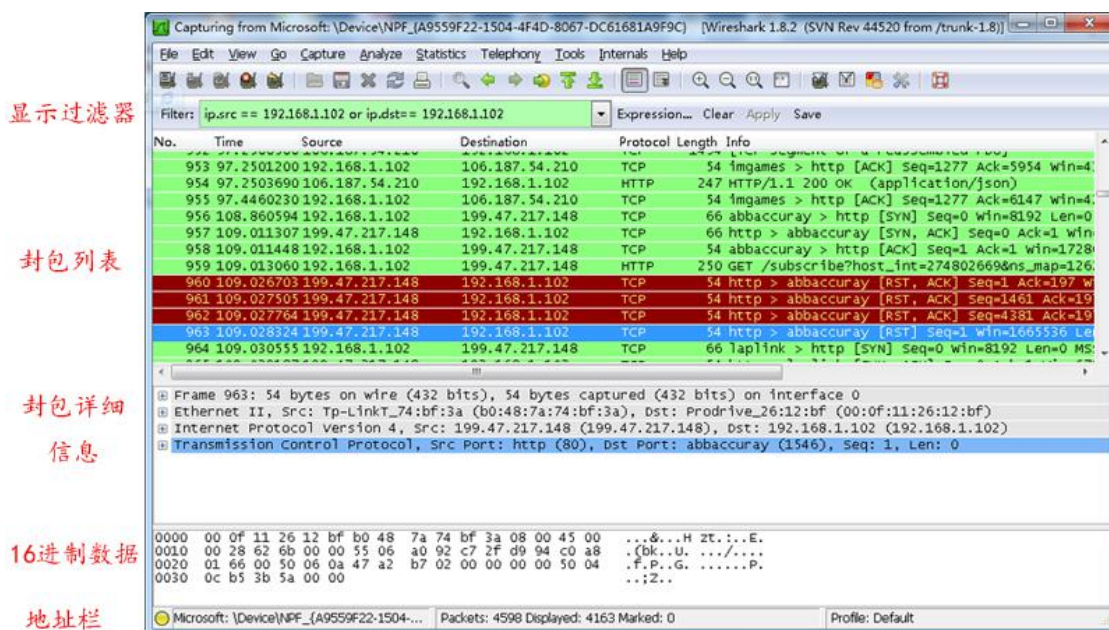 Capturing from Microsoft: \Device\NPF_{A9559F22-1504-4F4D-8067-DC61681A9F9C} [Wireshark 1.8.2 (SVN Rev 44520 from /trunk-1.8)]
File Edit View Go Capture Analyze Statistics Telephony Tools Internals Help
显示过滤器
Filter: ip.src == 192.168.1.102 or ip.dst== 192.168.1.102 Expression... Clear Apply Save
No. Time Source Destination Protocol Length Info
953 97.2501200 192.168.1.102 106.187.54.210 TCP 54 imgames > http [ACK] Seq=1277 Ack=5954 Win=4
954 97.2503690 106.187.54.210 192.168.1.102 HTTP 247 HTTP/1.1 200 OK (application/json)
955 97.4460230 192.168.1.102 106.187.54.210 TCP 54 imgames > http [ACK] Seq=1277 Ack=6147 Win=4
956 108.860594 192.168.1.102 199.47.217.148 TCP 66 abbaccuray > http [SYN] Seq=0 Win=8192 Len=0
957 109.011307 199.47.217.148 192.168.1.102 TCP 66 http > abbaccuray [SYN, ACK] Seq=0 Ack=1 Win
958 109.011448 192.168.1.102 199.47.217.148 TCP 54 abbaccuray > http [ACK] Seq=1 Ack=1 Win=1728
959 109.013060 192.168.1.102 199.47.217.148 HTTP 250 GET /subscribe?host_int=274802669&ns_map=126
960 109.026703 199.47.217.148 192.168.1.102 TCP 54 http > abbaccuray [RST, ACK] Seq=1 Ack=197 W
961 109.027505 199.47.217.148 192.168.1.102 TCP 54 http > abbaccuray [RST, ACK] Seq=1461 Ack=19
962 109.027764 199.47.217.148 192.168.1.102 TCP 54 http > abbaccuray [RST, ACK] Seq=4381 Ack=19
963 109.028324 199.47.217.148 192.168.1.102 TCP 54 http > abbaccuray [RST] Seq=1 Win=1665536 Le
964 109.030555 192.168.1.102 199.47.217.148 TCP 66 laplink > http [SYN] Seq=0 Win=8192 Len=0 MS
封包列表
Frame 963: 54 bytes on wire (432 bits), 54 bytes captured (432 bits) on interface 0
Ethernet II, Src: Tp-LinkT_74:bf:3a (b0:48:7a:74:bf:3a), Dst: Prodrive_26:12:bf (00:0f:11:26:12:bf)
Internet Protocol Version 4, Src: 199.47.217.148 (199.47.217.148), Dst: 192.168.1.102 (192.168.1.102)
Transmission Control Protocol, Src Port: http (80), Dst Port: abbaccuray (1546), Seq: 1, Len: 0
封包详细
信息
0000 00 0f 11 26 12 bf b0 48 7a 74 bf 3a 08 00 45 00 ...&...H zt.:..E.
0010 00 28 62 6b 00 00 55 06 a0 92 c7 2f d9 94 c0 a8 .(bk..U. .../....
0020 01 66 00 50 06 0a 47 a2 b7 02 00 00 00 00 50 04 .f.P..G. ......P.
0030 0c b5 3b 5a 00 00 ..;Z..
16进制数据
地址栏
Microsoft: \Device\NPF_{A9559F22-1504-... Packets: 4598 Displayed: 4163 Marked: 0 Profile: Default